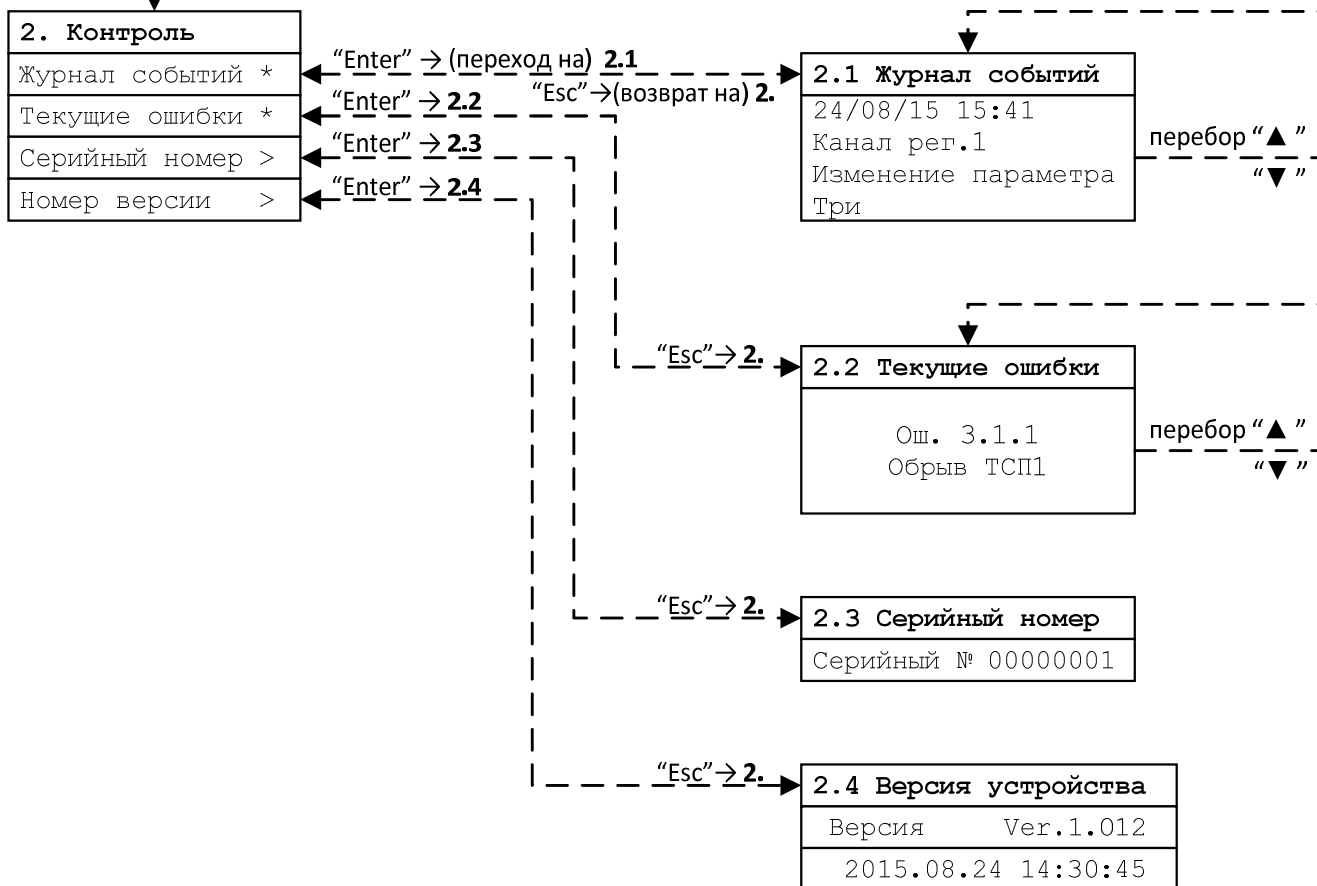 2. Контроль
Журнал событий *
Текущие ошибки *
Серийный номер >
Номер версии >
“Enter” → (переход на) 2.1
“Esc”→(возврат на) 2.
“Enter” → 2.2
“Enter” → 2.3
“Enter” → 2.4
2.1 Журнал событий
24/08/15 15:41
Канал рег.1
Изменение параметра
Tри
перебор “▲ ”
“▼ ”
“Esc”→ 2.
2.2 Текущие ошибки
Ош. 3.1.1
Обрыв ТСП1
перебор “▲ ”
“▼ ”
“Esc”→ 2.
2.3 Серийный номер
Серийный № 00000001
“Esc”→ 2.
2.4 Версия устройства
Версия Ver.1.012
2015.08.24 14:30:45